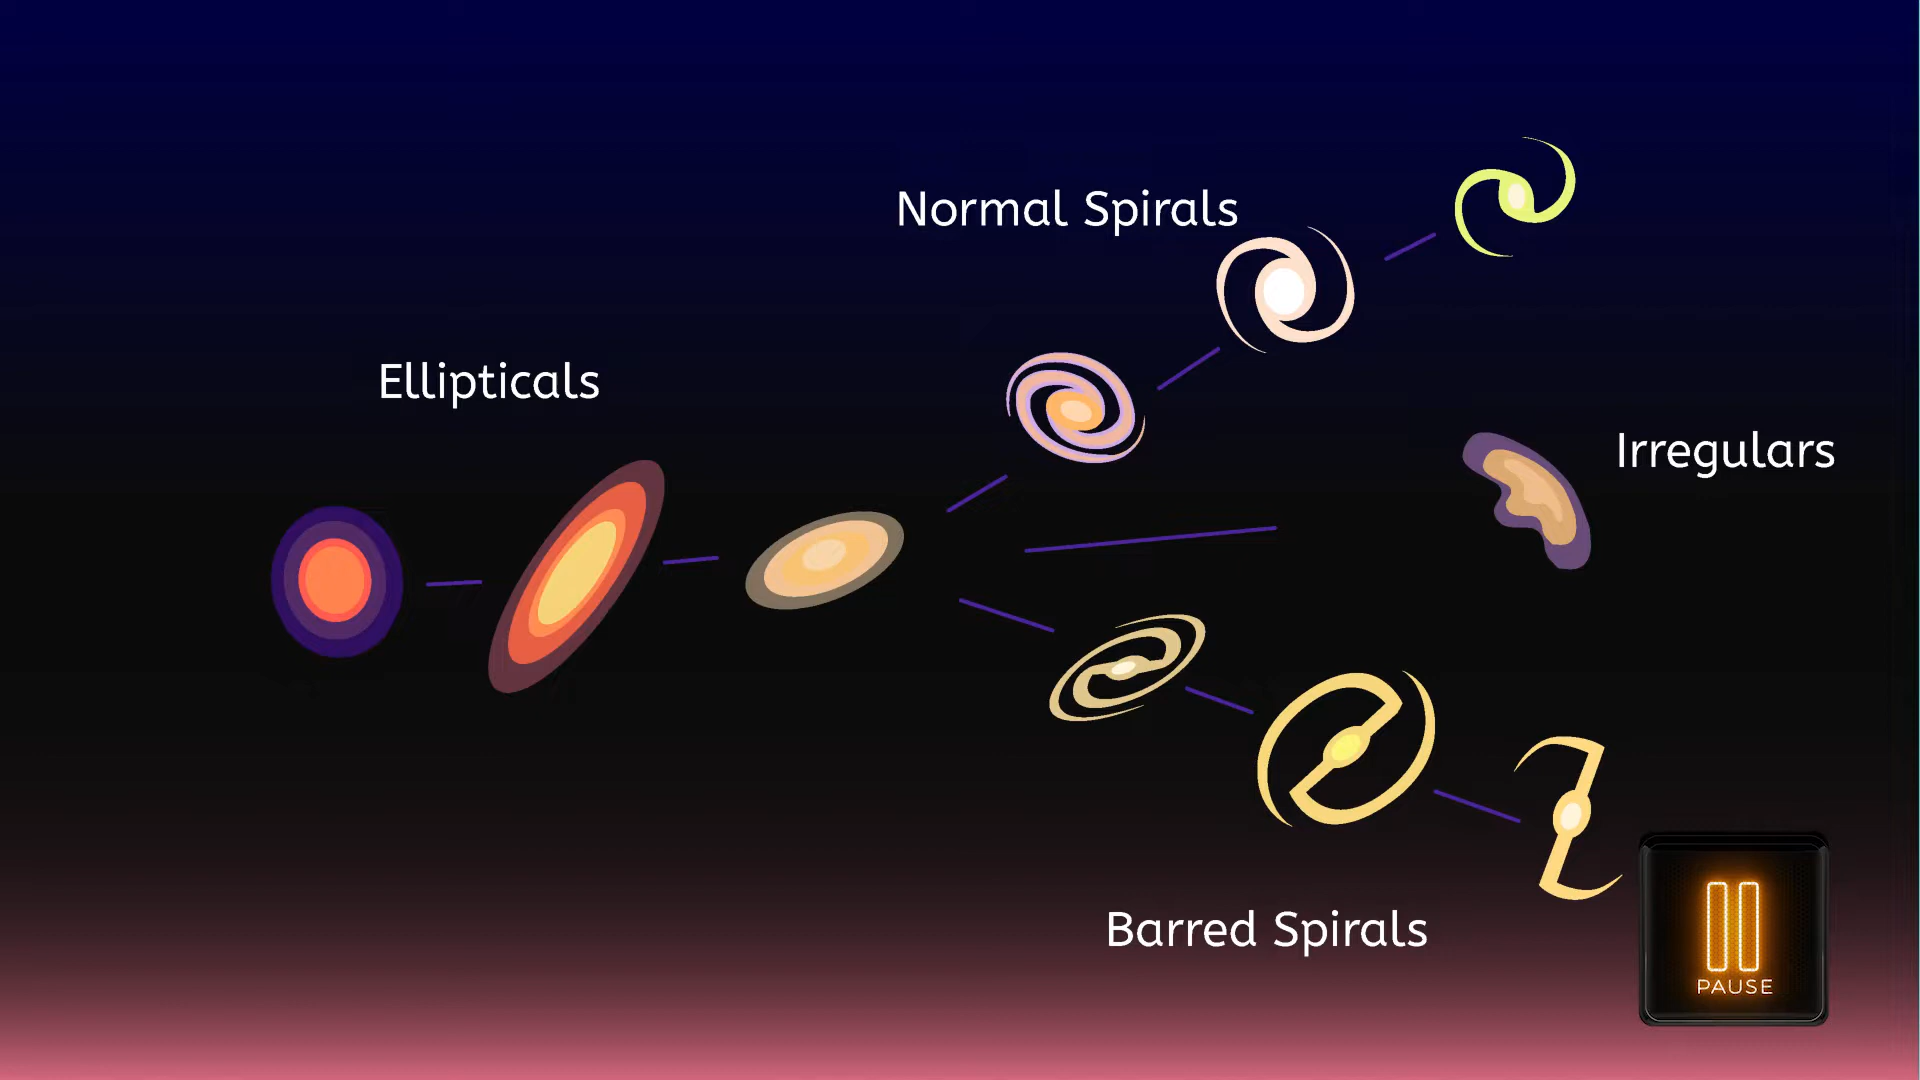 Normal Spirals
Ellipticals
Irregulars
Barred Spirals
PAUSE